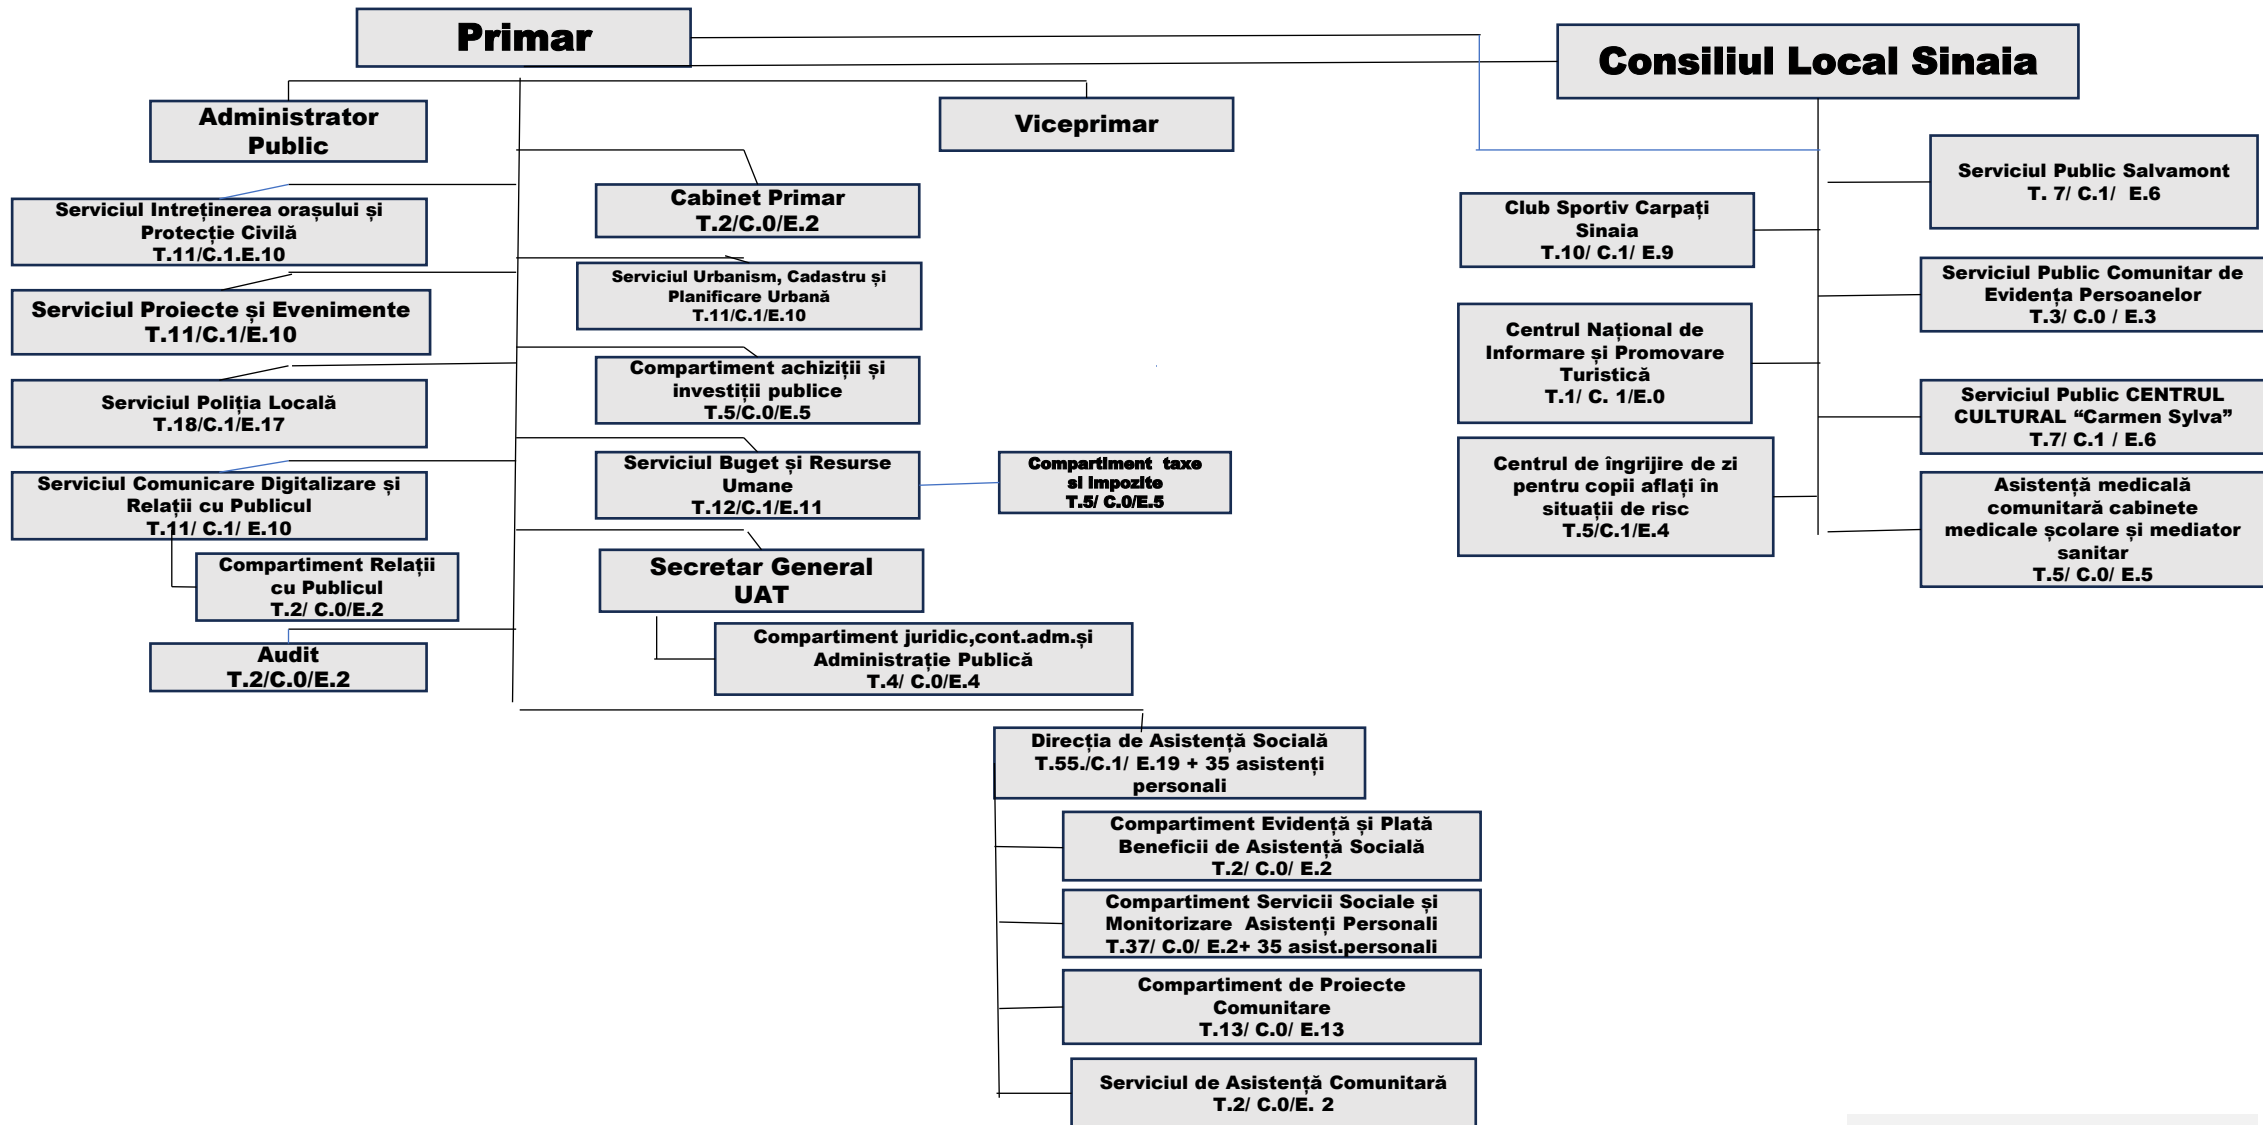 Primar
Consiliul Local Sinaia
Administrator
Public
Viceprimar
Serviciul Intreținerea orașului și
Protecție Civilă
T.11/C.1.E.10
Serviciul Proiecte și Evenimente
T.11/C.1/E.10
Serviciul Poliția Locală
T.18/C.1/E.17
Serviciul Comunicare Digitalizare și
Relații cu Publicul
T.11/ C.1/ E.10
Compartiment Relații
cu Publicul
T.2/ C.0/E.2
Audit
T.2/C.0/E.2
Cabinet Primar
T.2/C.0/E.2
Serviciul Urbanism, Cadastru și
Planificare Urbană
T.11/C.1/E.10
Compartiment achiziții și
investiții publice
T.5/C.0/E.5
Serviciul Buget și Resurse
Umane
T.12/C.1/E.11
Compartiment taxe
si impozite
T.5/ C.0/E.5
Secretar General
UAT
Compartiment juridic,cont.adm.și
Administrație Publică
T.4/ C.0/E.4
Direcția de Asistență Socială
T.55./C.1/ E.19 + 35 asistenți
personali
Compartiment Evidență și Plată
Beneficii de Asistență Socială
T.2/ C.0/ E.2
Compartiment Servicii Sociale și
Monitorizare Asistenți Personali
T.37/ C.0/ E.2+ 35 asist.personali
Compartiment de Proiecte
Comunitare
T.13/ C.0/ E.13
Serviciul de Asistență Comunitară
T.2/ C.0/E. 2
Club Sportiv Carpați
Sinaia
T.10/ C.1/ E.9
Centrul Național de
Informare și Promovare
Turistică
T.1/ C. 1/E.0
Centrul de îngrijire de zi
pentru copii aflați în
situații de risc
T.5/C.1/E.4
Serviciul Public Salvamont
T. 7/ C.1/ E.6
Serviciul Public Comunitar de
Evidența Persoanelor
T.3/ C.0 / E.3
Serviciul Public CENTRUL
CULTURAL “Carmen Sylva”
T.7/ C.1 / E.6
Asistență medicală
comunitară cabinete
medicale școlare și mediator
sanitar
T.5/ C.0/ E.5